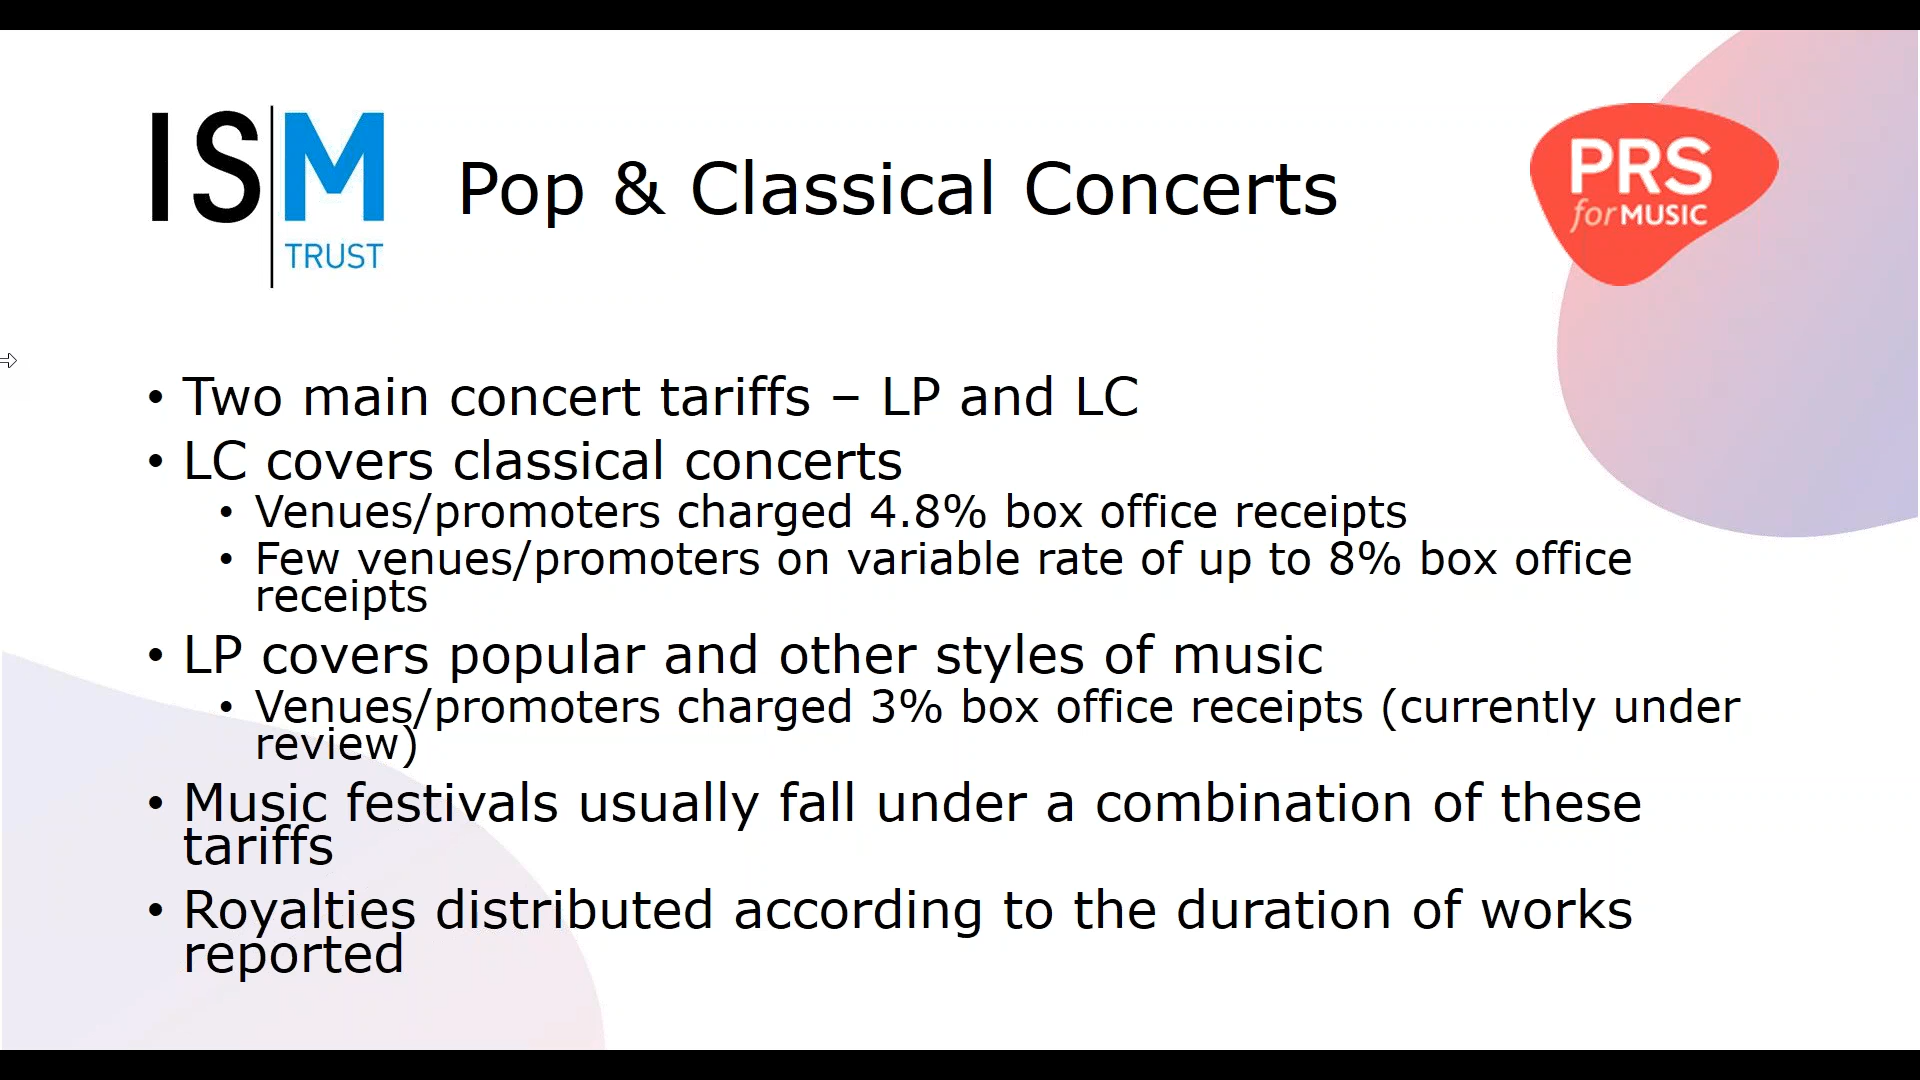 ISM
TRUST
Pop & Classical Concerts
PRS
for MUSIC
• Two main concert tariffs – LP and LC
• LC covers classical concerts
• Venues/promoters charged 4.8% box office receipts
• Few venues/promoters on variable rate of up to 8% box office
receipts
• LP covers popular and other styles of music
• Venues/promoters charged 3% box office receipts (currently under
review)
• Music festivals usually fall under a combination of these
tariffs
• Royalties distributed according to the duration of works
reported